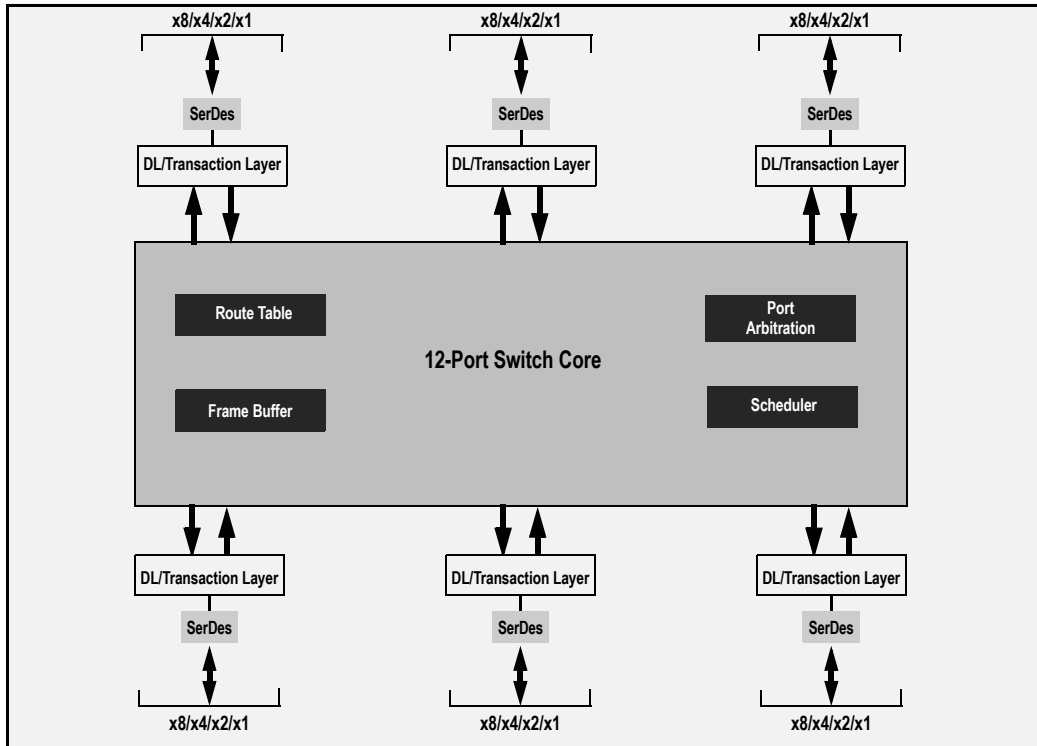 x8/x4/x2/x1
x8/x4/x2/x1
x8/x4/x2/x1
SerDes
SerDes
SerDes
DL/Transaction Layer
DL/Transaction Layer
DL/Transaction Layer
Route Table
Port
Arbitration
12-Port Switch Core
Frame Buffer
Scheduler
DL/Transaction Layer
DL/Transaction Layer
DL/Transaction Layer
SerDes
SerDes
SerDes
x8/x4/x2/x1
x8/x4/x2/x1
x8/x4/x2/x1